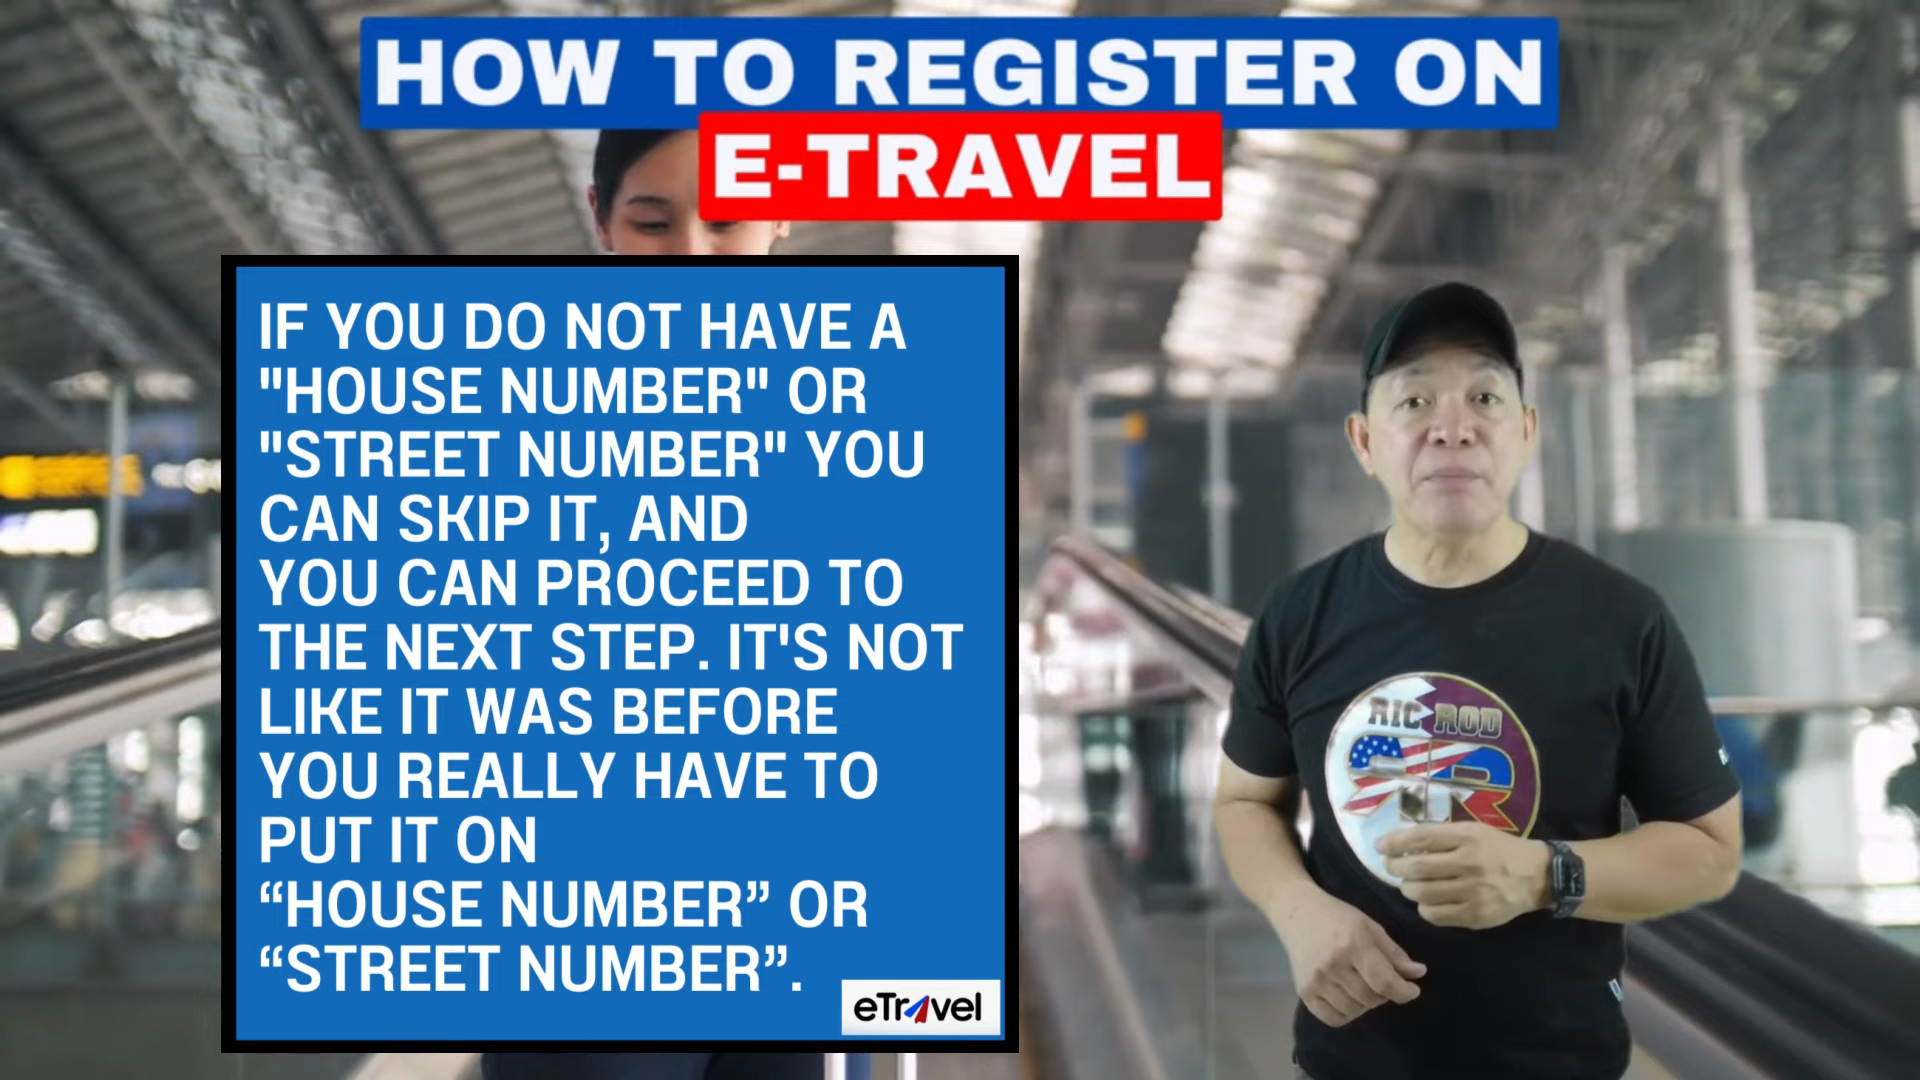 HOW TO REGISTER ON
E-TRAVEL
IF YOU DO NOT HAVE A
"HOUSE NUMBER" OR
"STREET NUMBER" YOU
CAN SKIP IT, AND
YOU CAN PROCEED TO
THE NEXT STEP. IT'S NOT
LIKE IT WAS BEFORE
YOU REALLY HAVE TO
PUT IT ON
“HOUSE NUMBER” OR
“STREET NUMBER”.
eTravel
RIC ROD